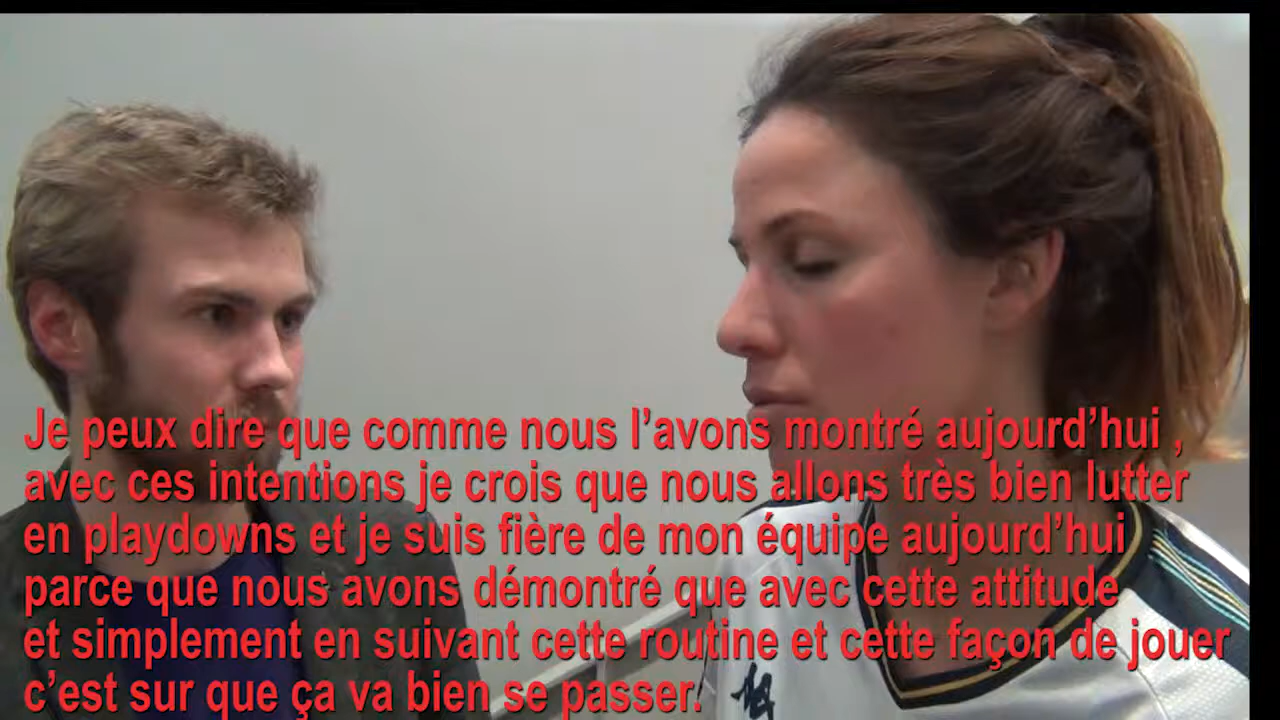 Je peux dire que comme nous l'avons montré aujourd'hui ,
avec ces intentions je crois que nous allons très bien lutter
en playdowns et je suis fière de mon équipe aujourd'hui
parce que nous avons démontré que avec cette attitude
et simplement en suivant cette routine et cette façon de jouer
c'est sur que ça va bien se passer.